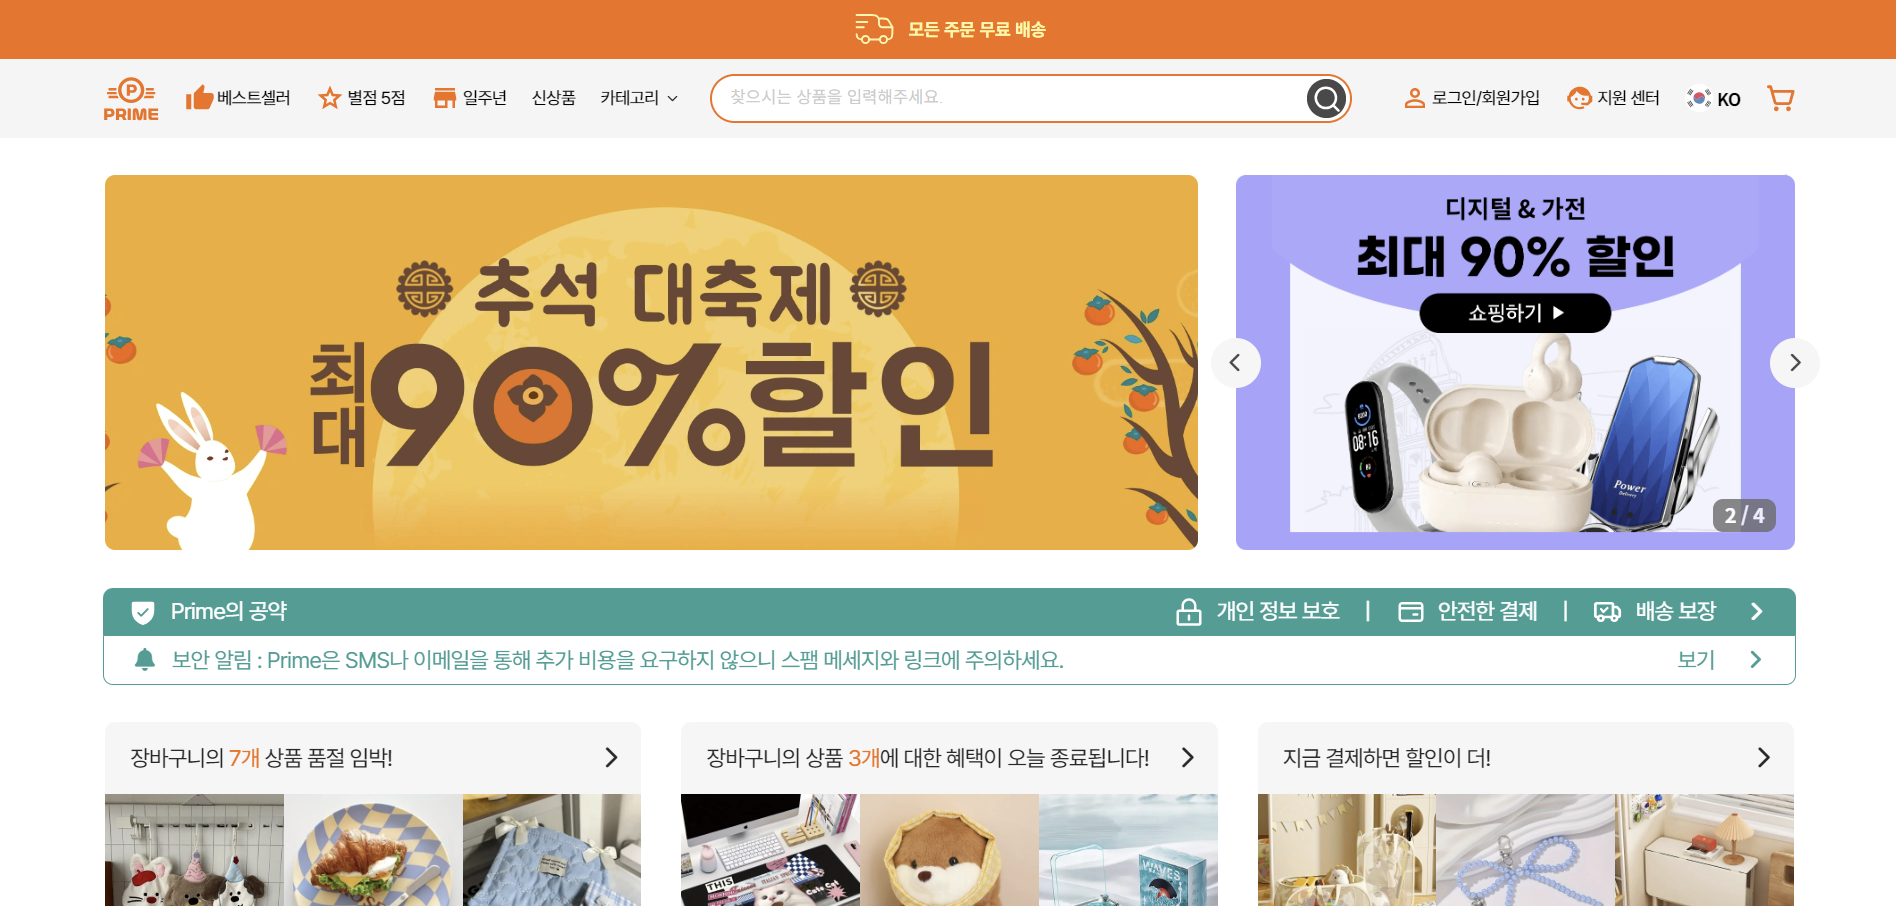 모든 주문 무료 배송
PRIME
베스트셀러
별점 5점
일주년
신상품
카테고리
찾으시는 상품을 입력해주세요.
로그인/회원가입
지원 센터
KO
추석 대축제
최대 90% 할인
디지털 & 가전
최대 90% 할인
쇼핑하기
08:16
Power
Delivery
2 / 4
Prime의 공약
개인 정보 보호 | 안전한 결제 | 배송 보장
보안 알림 : Prime은 SMS나 이메일을 통해 추가 비용을 요구하지 않으니 스팸 메세지와 링크에 주의하세요.
보기
장바구니의 7개 상품 품절 임박!
장바구니의 상품 3개에 대한 혜택이 오늘 종료됩니다!
지금 결제하면 할인이 더!
THIS
Cute Cat
WAVES